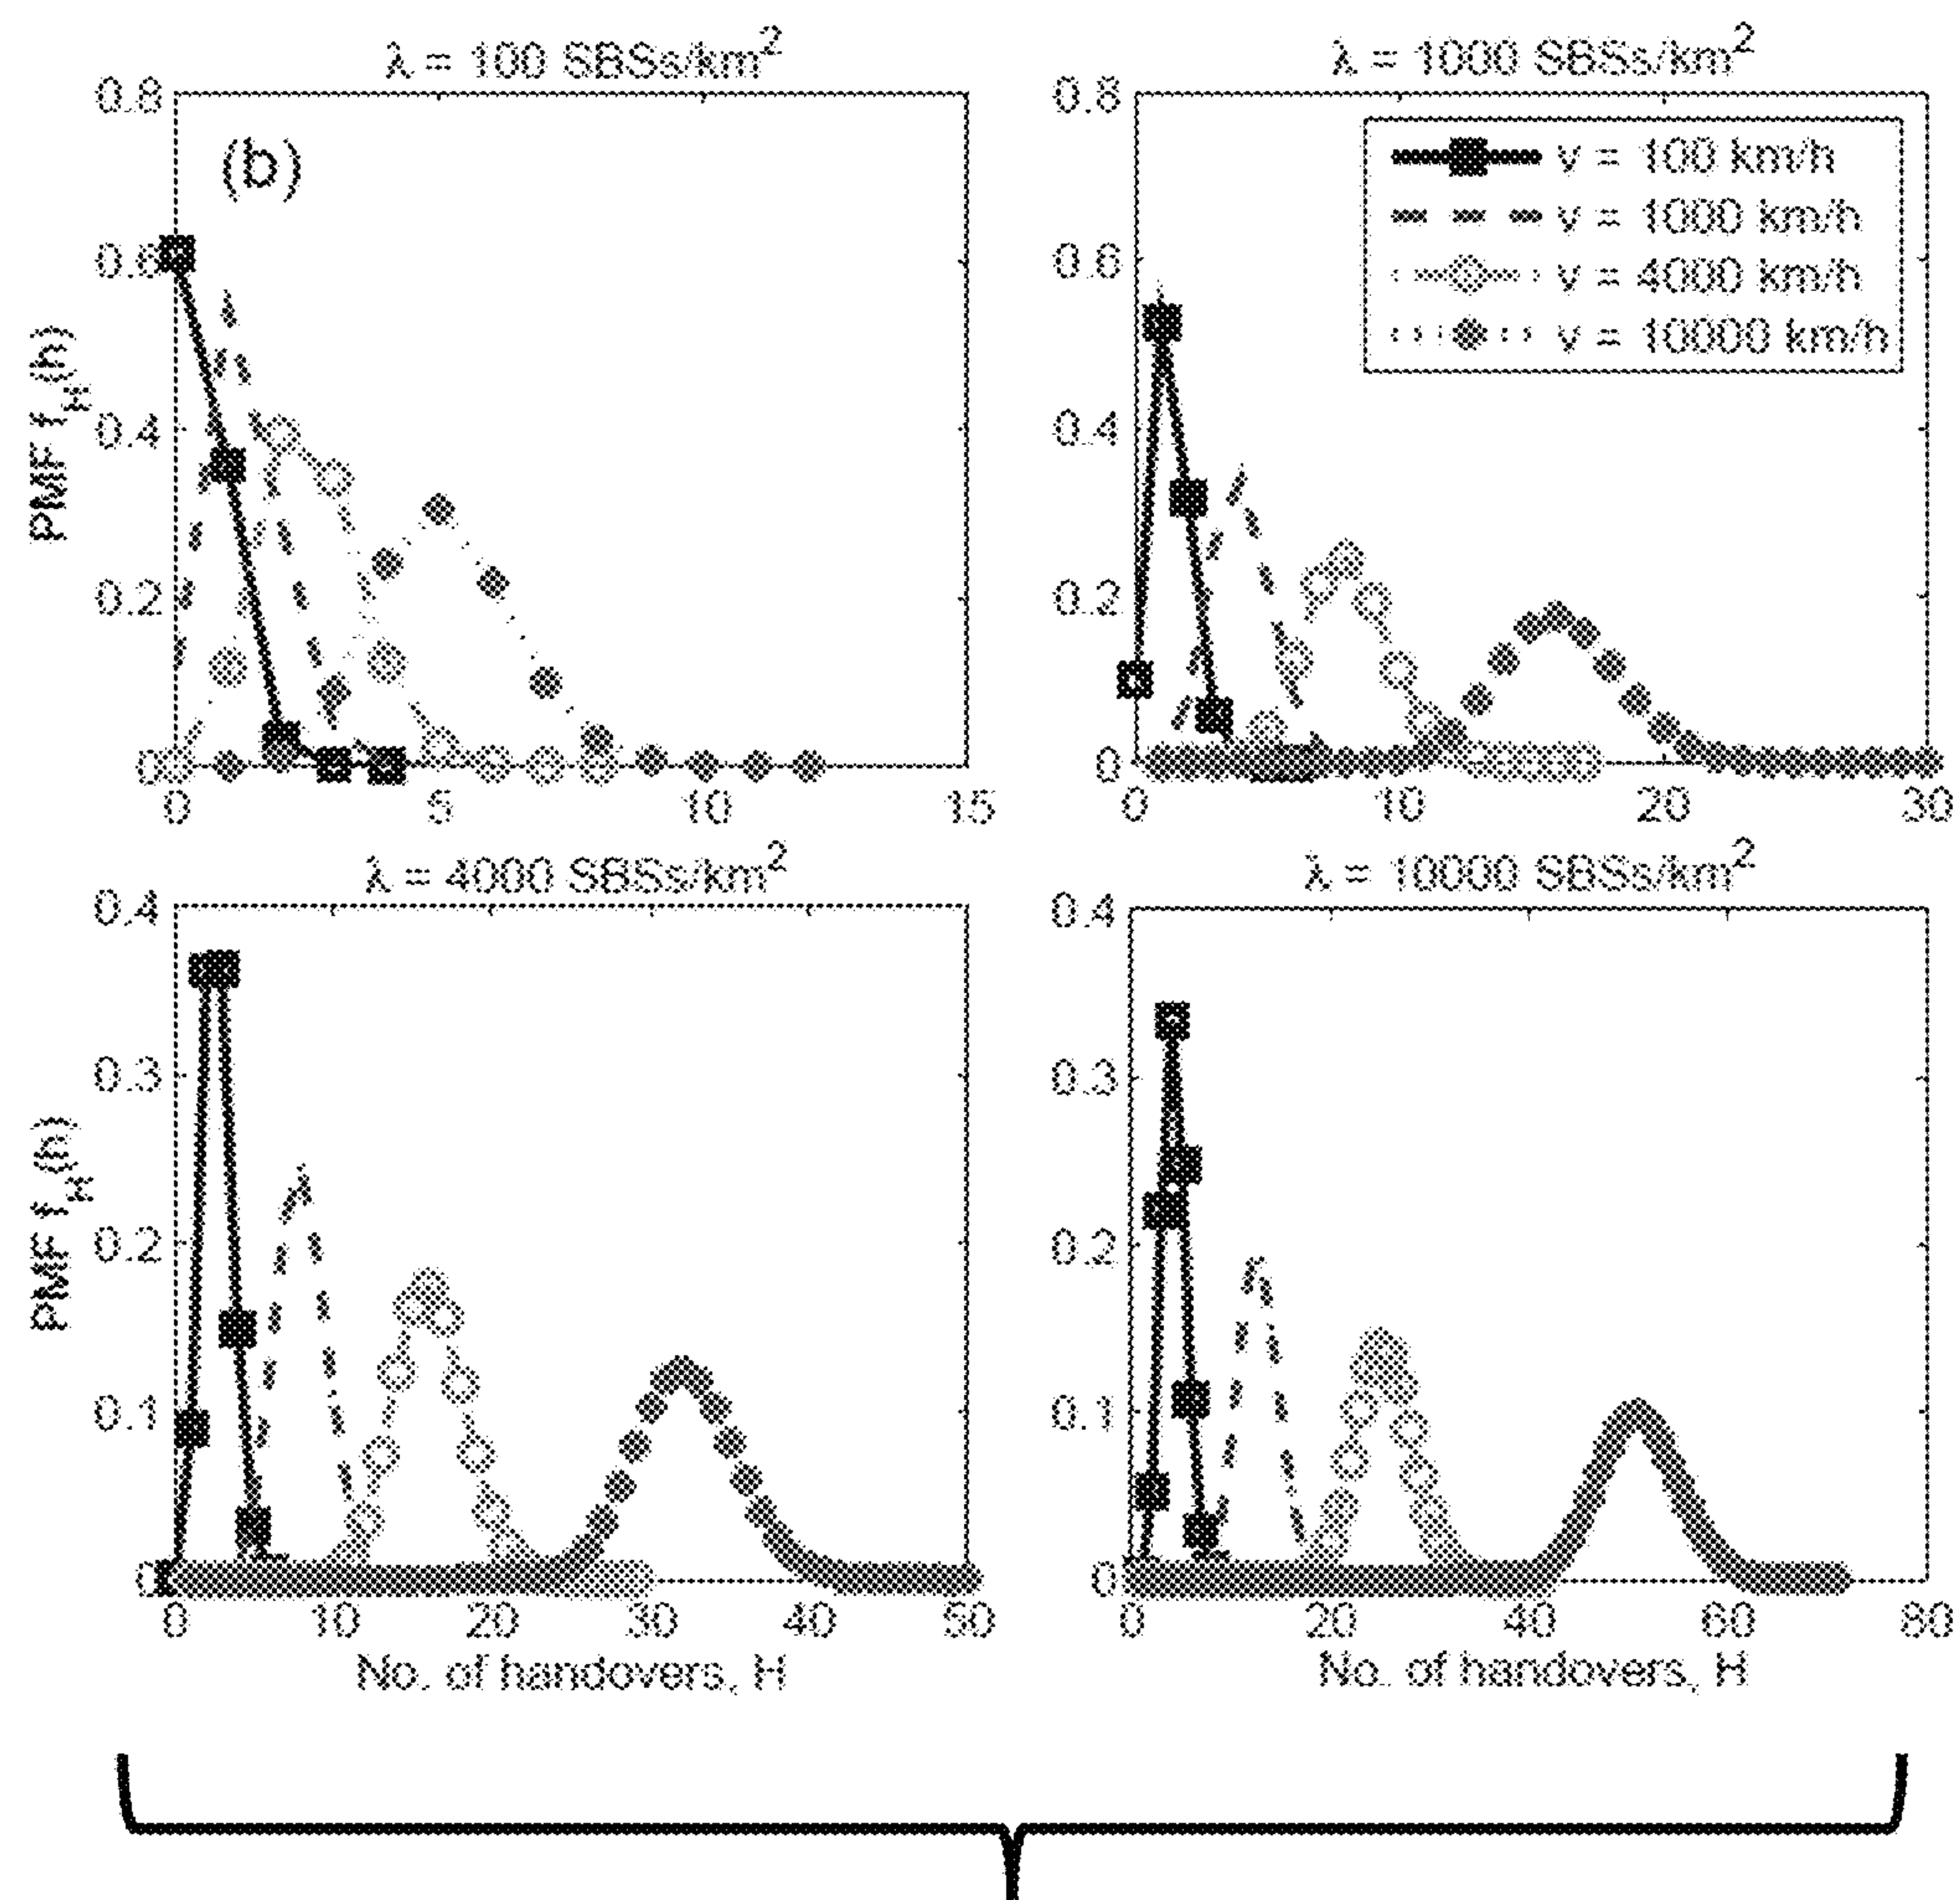 λ = 100 SBSs/km²
(b)
PMF f_H(h)
0.8
0.6
0.4
0.2
0
0 5 10 15
λ = 1000 SBSs/km²
v = 100 km/h
v = 1000 km/h
v = 4000 km/h
v = 10000 km/h
0.8
0.6
0.4
0.2
0
0 10 20 30
λ = 4000 SBSs/km²
PMF f_H(h)
0.4
0.3
0.2
0.1
0
0 10 20 30 40 50
No. of handovers, H
λ = 10000 SBSs/km²
0.4
0.3
0.2
0.1
0
0 20 40 60 80
No. of handovers, H